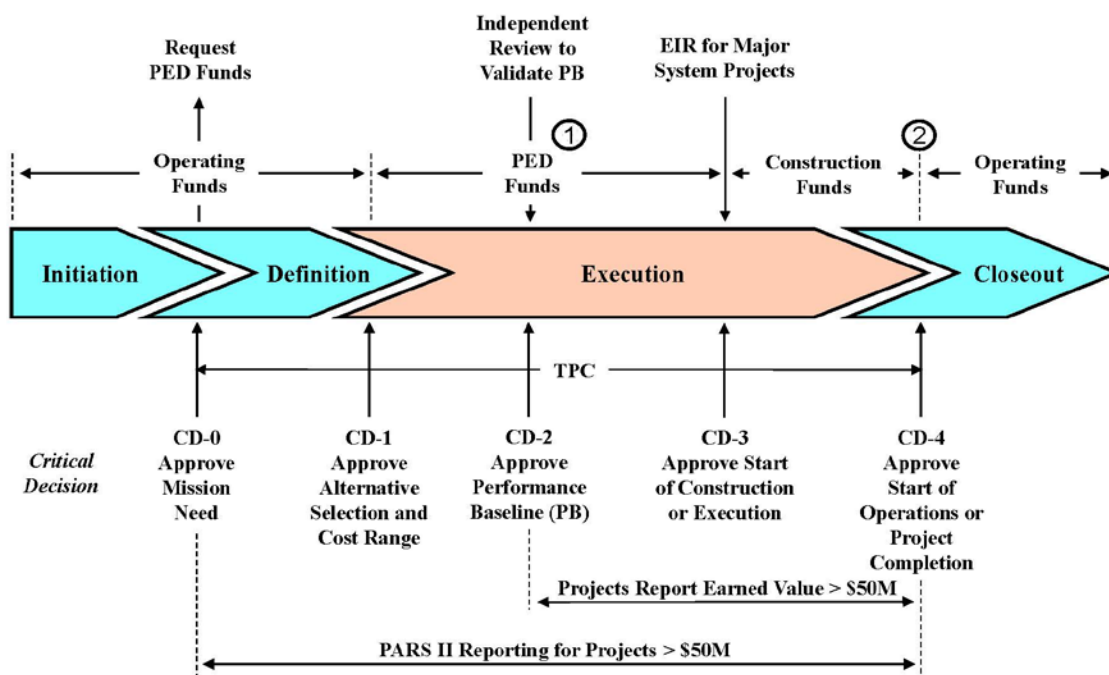 Request
PED Funds
Independent
Review to
Validate PB
EIR for Major
System Projects
1
2
Operating
Funds
PED
Funds
Construction
Funds
Operating
Funds
Initiation
Definition
Execution
Closeout
TPC
Critical
Decision
CD-0
Approve
Mission
Need
CD-1
Approve
Alternative
Selection and
Cost Range
CD-2
Approve
Performance
Baseline (PB)
CD-3
Approve Start
of Construction
or Execution
CD-4
Approve
Start of
Operations or
Project
Completion
Projects Report Earned Value > $50M
PARS II Reporting for Projects > $50M